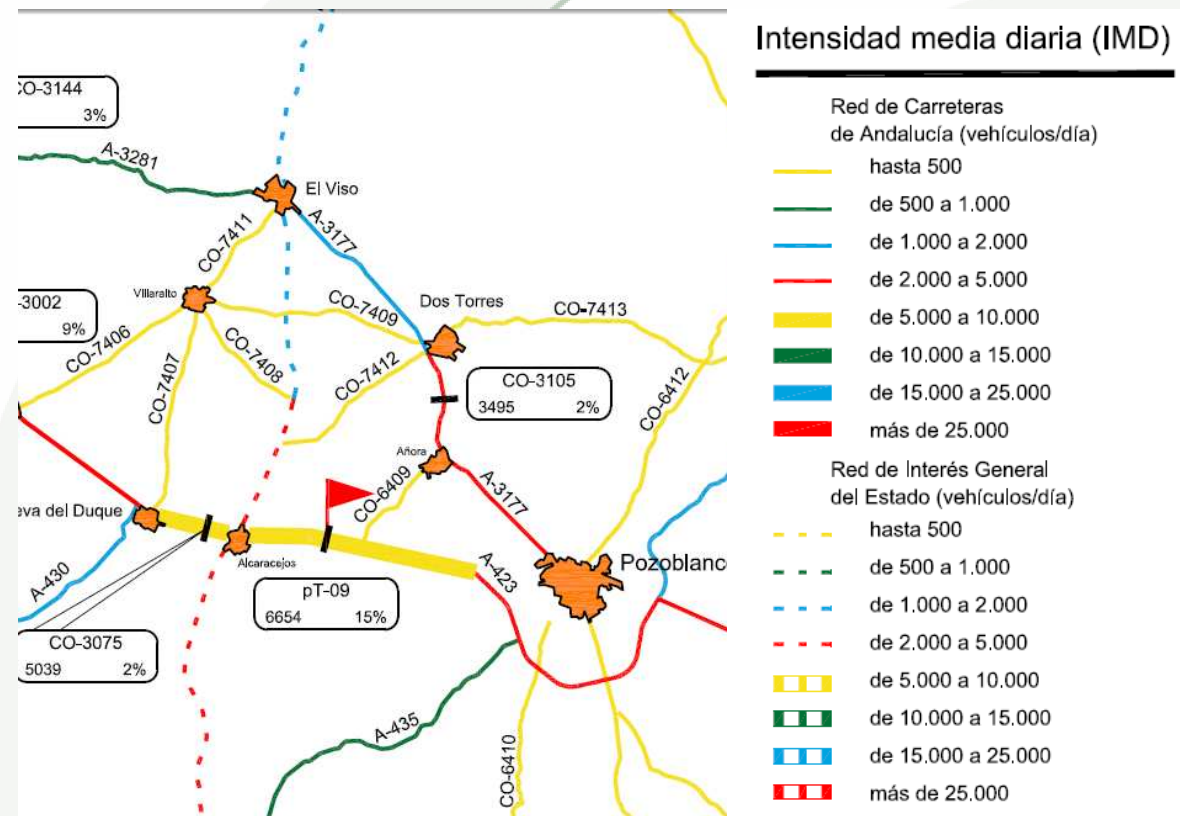 CO-3144
3%
A-3281
El Viso
CO-7411
A-3177
Villaralto
-3002
9%
CO-7406
CO-7407
CO-7408
CO-7409
Dos Torres
CO-7413
CO-7412
CO-3105
3495 2%
CO-6412
Añora
CO-6409
A-3177
eva del Duque
Alcaracejos
A-430
pT-09
6654 15%
A-423
Pozoblanc
CO-3075
5039 2%
A-435
CO-6410
Intensidad media diaria (IMD)
Red de Carreteras
de Andalucía (vehículos/día)
hasta 500
de 500 a 1.000
de 1.000 a 2.000
de 2.000 a 5.000
de 5.000 a 10.000
de 10.000 a 15.000
de 15.000 a 25.000
más de 25.000
Red de Interés General
del Estado (vehículos/día)
hasta 500
de 500 a 1.000
de 1.000 a 2.000
de 2.000 a 5.000
de 5.000 a 10.000
de 10.000 a 15.000
de 15.000 a 25.000
más de 25.000